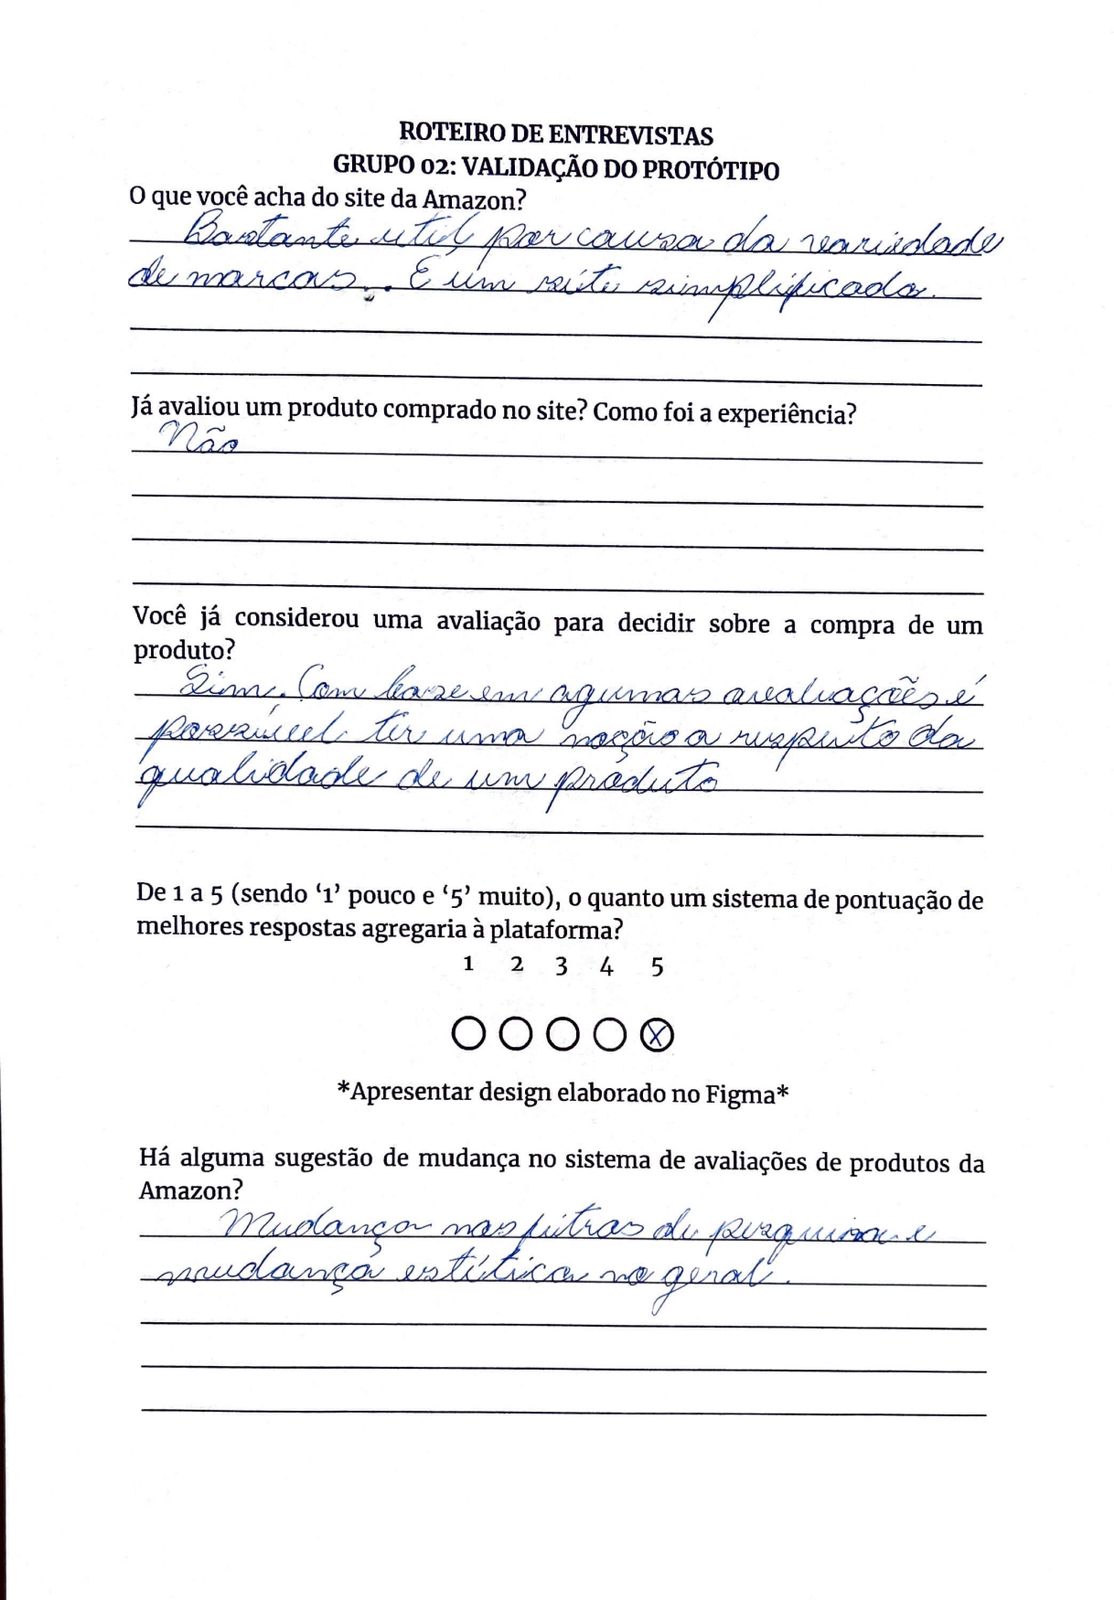 ROTEIRO DE ENTREVISTAS
GRUPO 02: VALIDAÇÃO DO PROTÓTIPO
O que você acha do site da Amazon?
Bastante útil por causa da variedade
de marcas. É um site simplificado.
Já avaliou um produto comprado no site? Como foi a experiência?
Não
Você já considerou uma avaliação para decidir sobre a compra de um
produto?
Sim. Com base em agumas avaliações é
possível ter uma noção a respeito da
qualidade de um produto
De 1 a 5 (sendo ‘1’ pouco e ‘5’ muito), o quanto um sistema de pontuação de
melhores respostas agregaria à plataforma?
1 2 3 4 5
X
*Apresentar design elaborado no Figma*
Há alguma sugestão de mudança no sistema de avaliações de produtos da
Amazon?
Mudança nas de pesquisa e
mudança estética no geral.